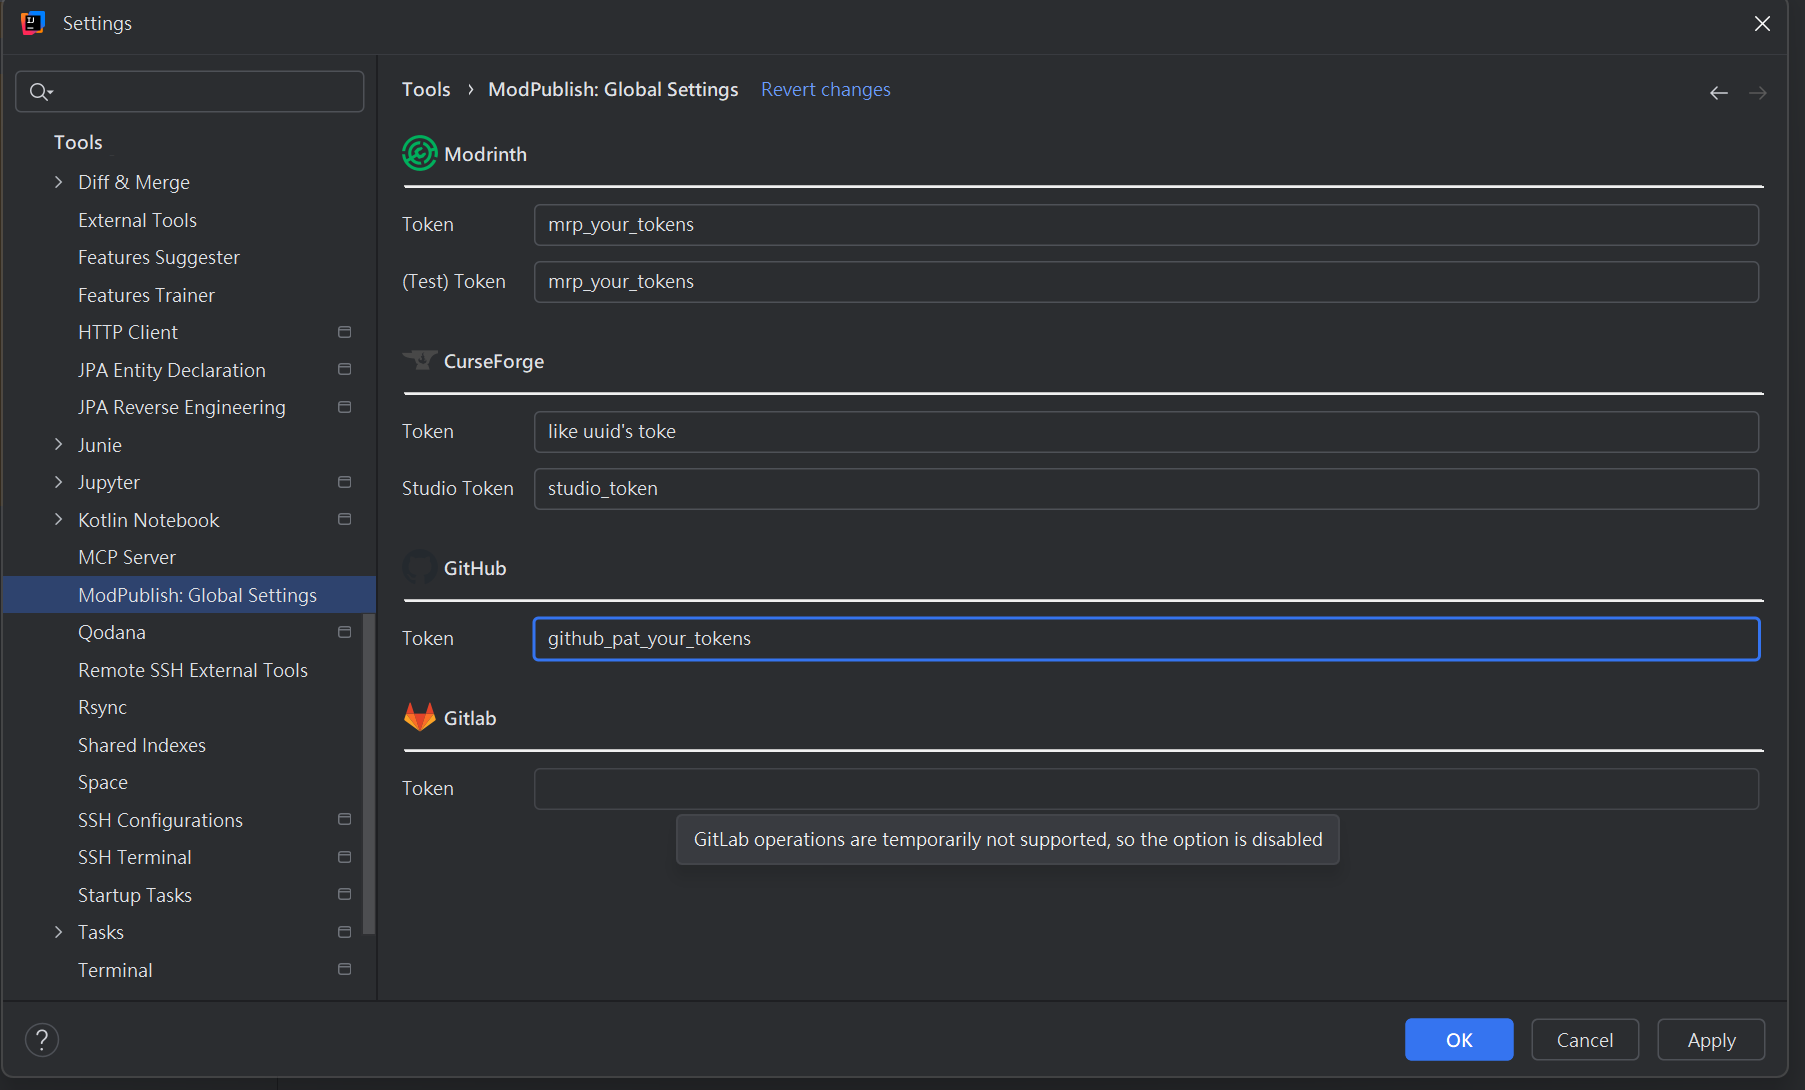 Settings
Tools › ModPublish: Global Settings Revert changes
Tools
Diff & Merge
External Tools
Features Suggester
Features Trainer
HTTP Client
JPA Entity Declaration
JPA Reverse Engineering
Junie
Jupyter
Kotlin Notebook
MCP Server
ModPublish: Global Settings
Qodana
Remote SSH External Tools
Rsync
Shared Indexes
Space
SSH Configurations
SSH Terminal
Startup Tasks
Tasks
Terminal
Modrinth
Token mrp_your_tokens
(Test) Token mrp_your_tokens
CurseForge
Token like uuid's toke
Studio Token studio_token
GitHub
Token github_pat_your_tokens
Gitlab
Token
GitLab operations are temporarily not supported, so the option is disabled
?
OK Cancel Apply